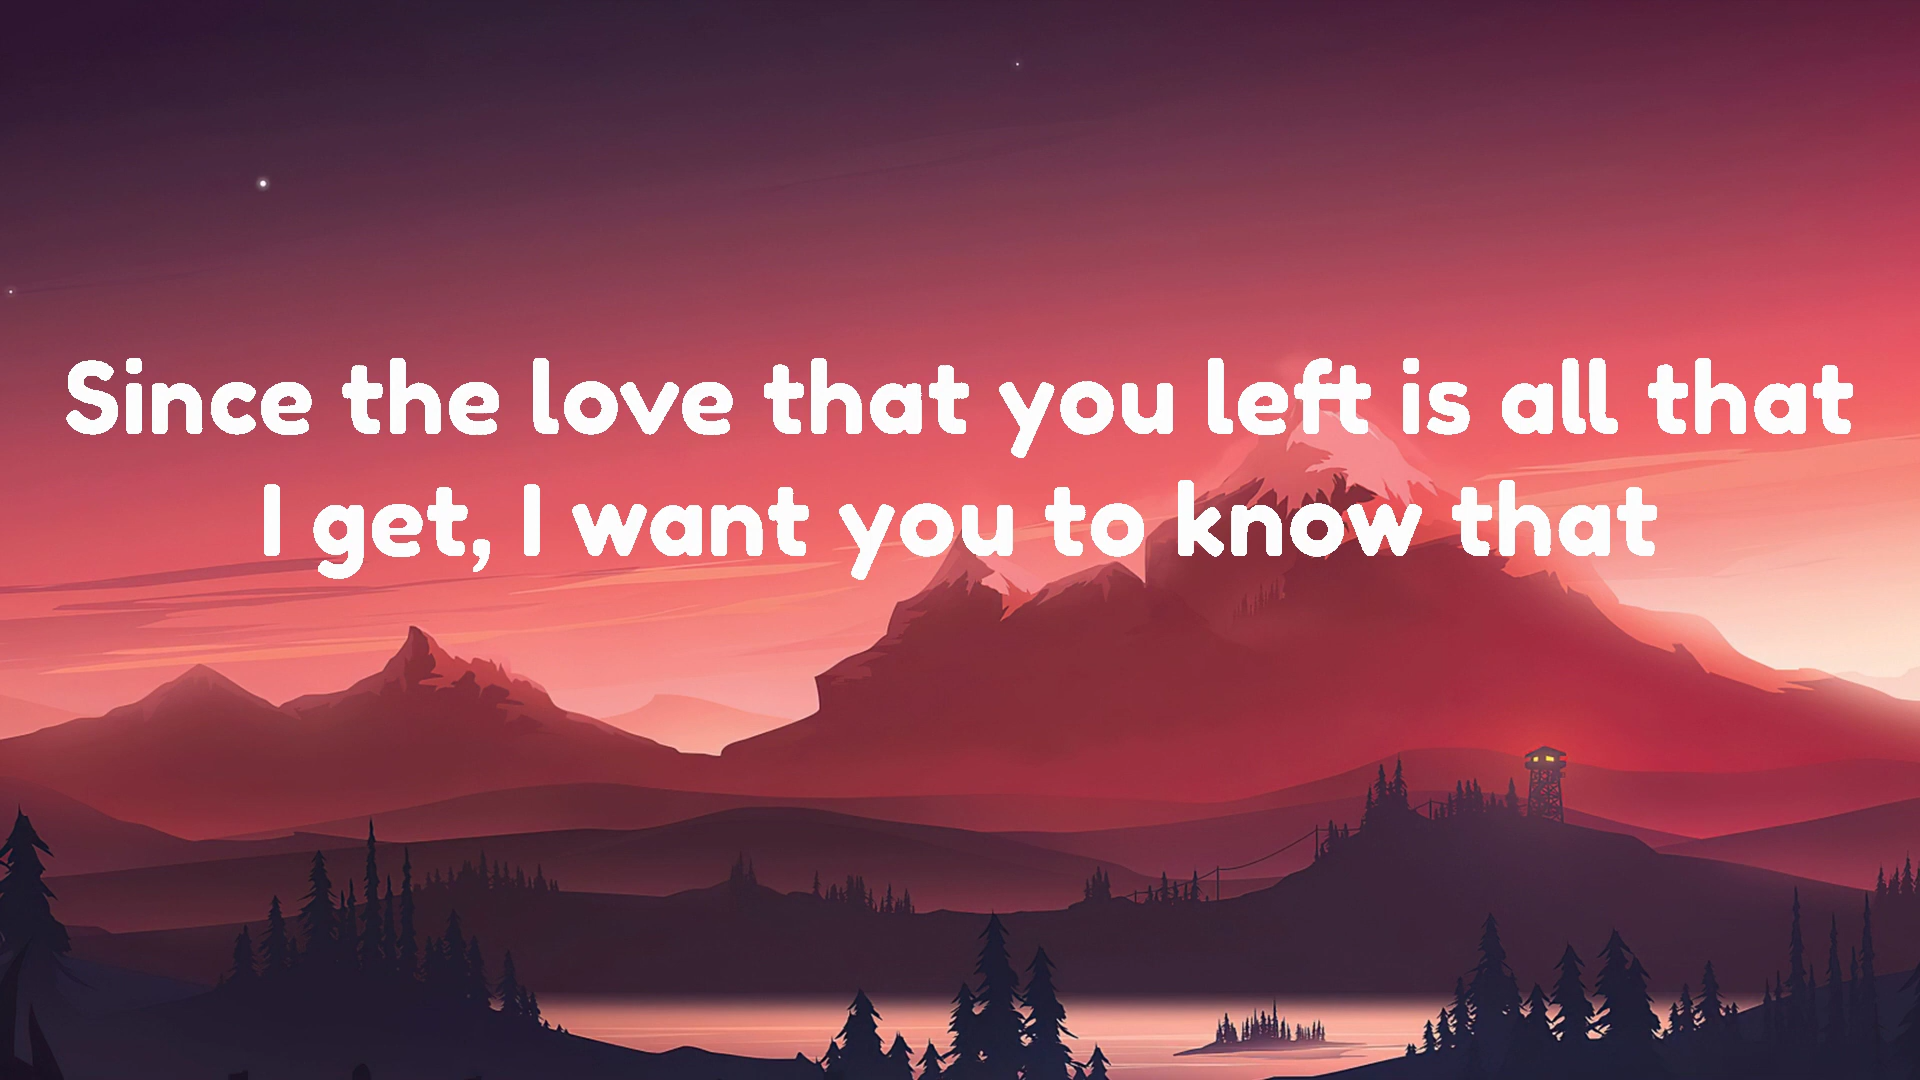 Since the love that you left is all that
I get, I want you to know that